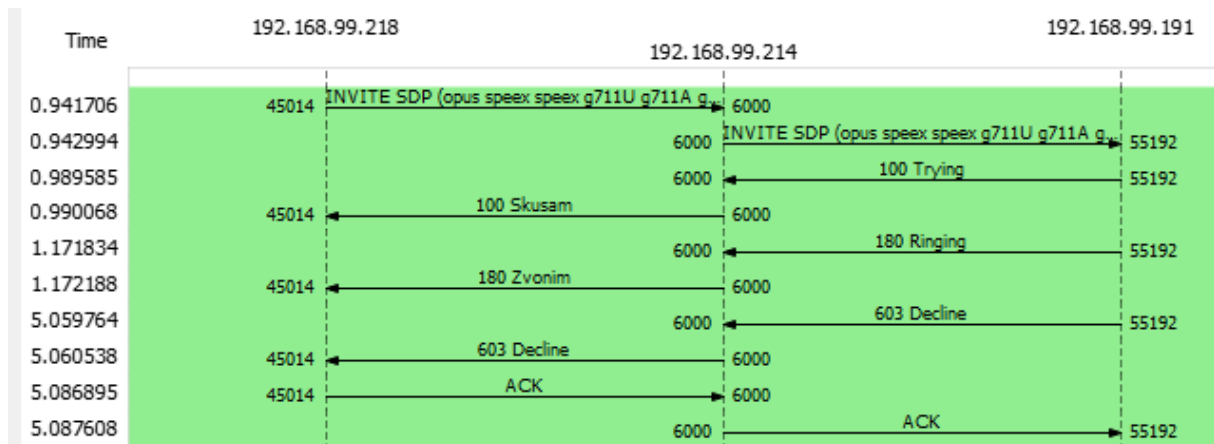 192.168.99.218 192.168.99.191
Time 192.168.99.214
0.941706 45014 INVITE SDP (opus speex speex g711U g711A g... 6000
0.942994 6000 INVITE SDP (opus speex speex g711U g711A g... 55192
0.989585 6000 100 Trying 55192
0.990068 45014 100 Skusam 6000
1.171834 6000 180 Ringing 55192
1.172188 45014 180 Zvonim 6000
5.059764 6000 603 Decline 55192
5.060538 45014 603 Decline 6000
5.086895 45014 ACK 6000
5.087608 6000 ACK 55192